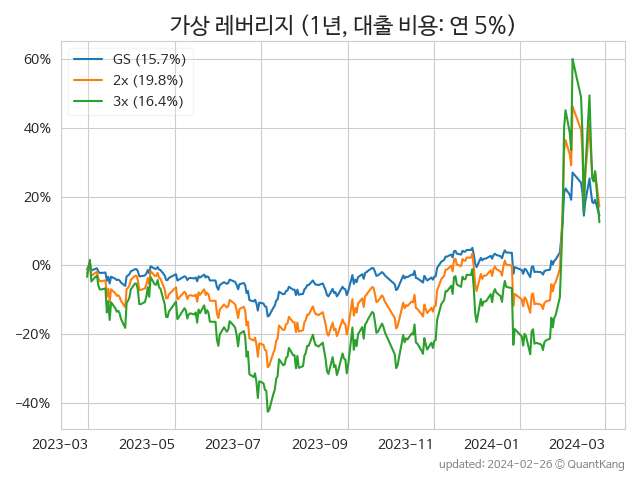 가상 레버리지 (1년, 대출 비용: 연 5%)
GS (15.7%)
2x (19.8%)
3x (16.4%)
60%
40%
20%
0%
−20%
−40%
2023-03
2023-05
2023-07
2023-09
2023-11
2024-01
2024-03
updated: 2024-02-26 © QuantKang